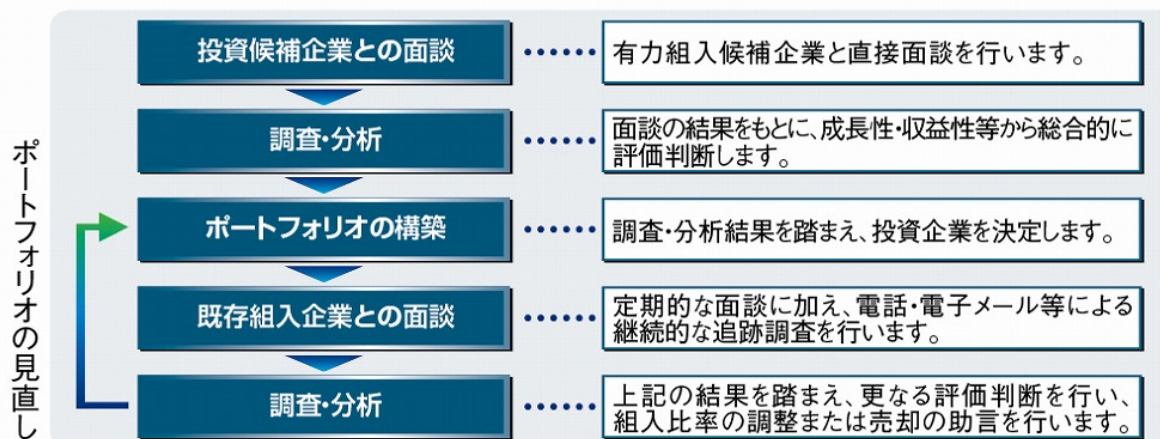 投資候補企業との面談
有力組入候補企業と直接面談を行います。
調査・分析
面談の結果をもとに、成長性・収益性等から総合的に
評価判断します。
ポートフォリオの構築
調査・分析結果を踏まえ、投資企業を決定します。
既存組入企業との面談
定期的な面談に加え、電話・電子メール等による
継続的な追跡調査を行います。
調査・分析
上記の結果を踏まえ、更なる評価判断を行い、
組入比率の調整または売却の助言を行います。
ポートフォリオの見直し